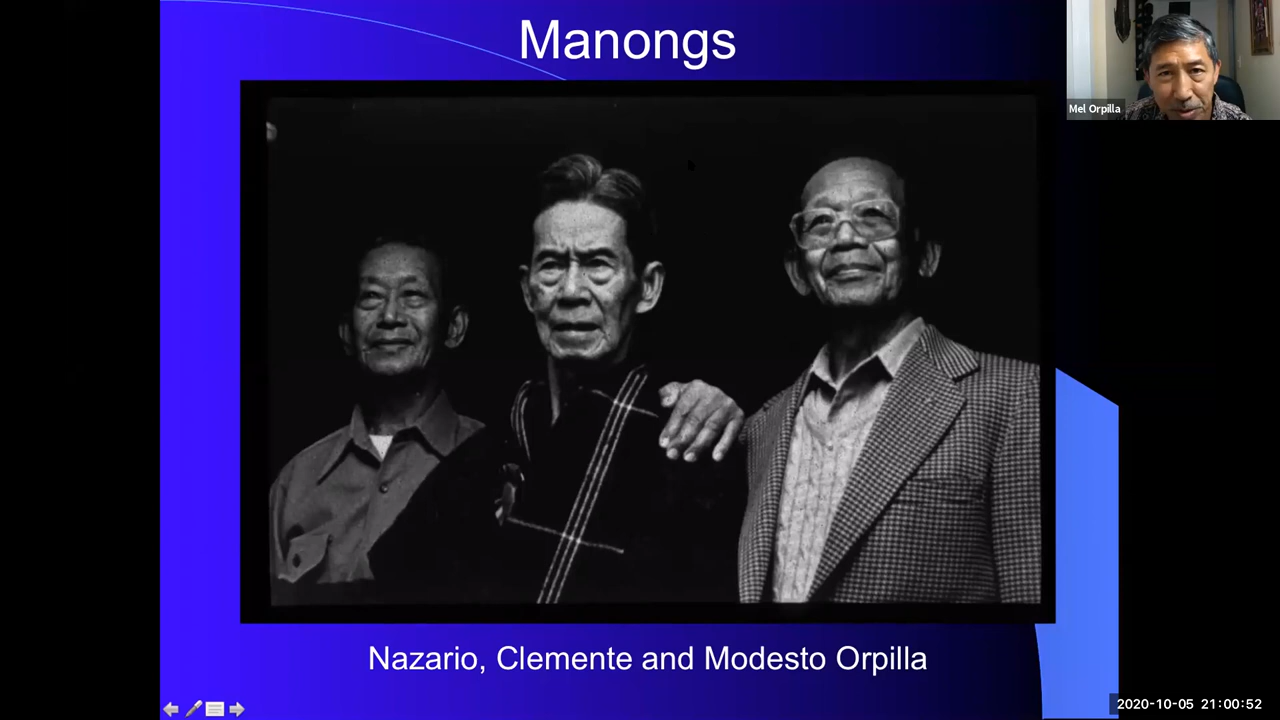 Manongs
Mel Orpilla
Nazario, Clemente and Modesto Orpilla
2020-10-05 21:00:52